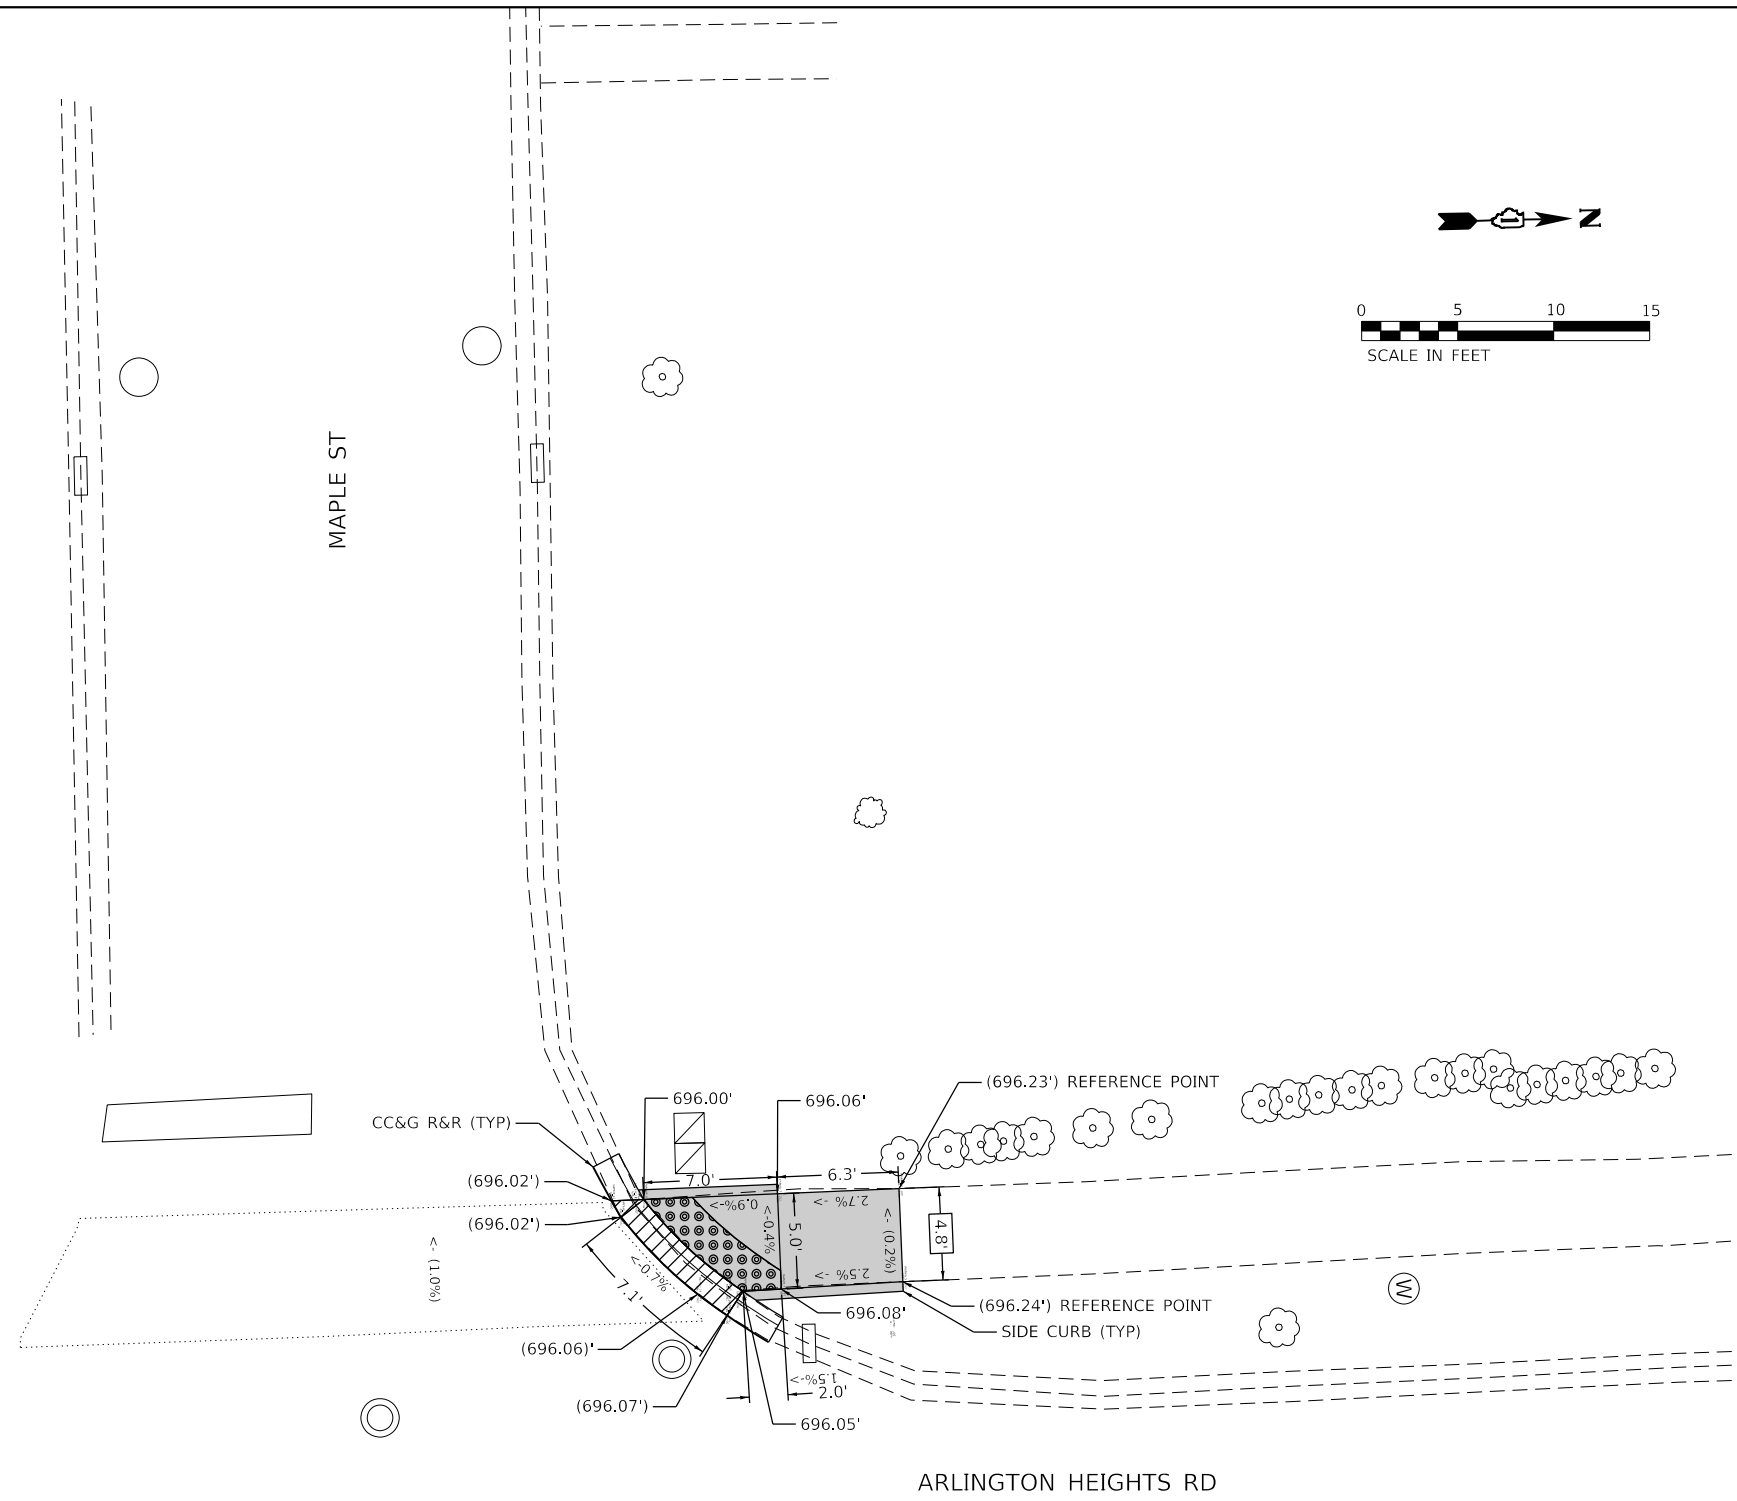 N
0 5 10 15
SCALE IN FEET
MAPLE ST
(696.23') REFERENCE POINT
696.00'
696.06'
CC&G R&R (TYP)
7.0'
6.3'
(696.02')
(696.02')
0.9%->
2.7% ->
<-0.4%
5.0'
<- (0.2%)
4.8'
<- (1.0%)
<-0.7%
7.1'
2.5% ->
(696.24') REFERENCE POINT
696.08'
SIDE CURB (TYP)
W
(696.06)'
<-1.5%->
2.0'
(696.07')
696.05'
ARLINGTON HEIGHTS RD